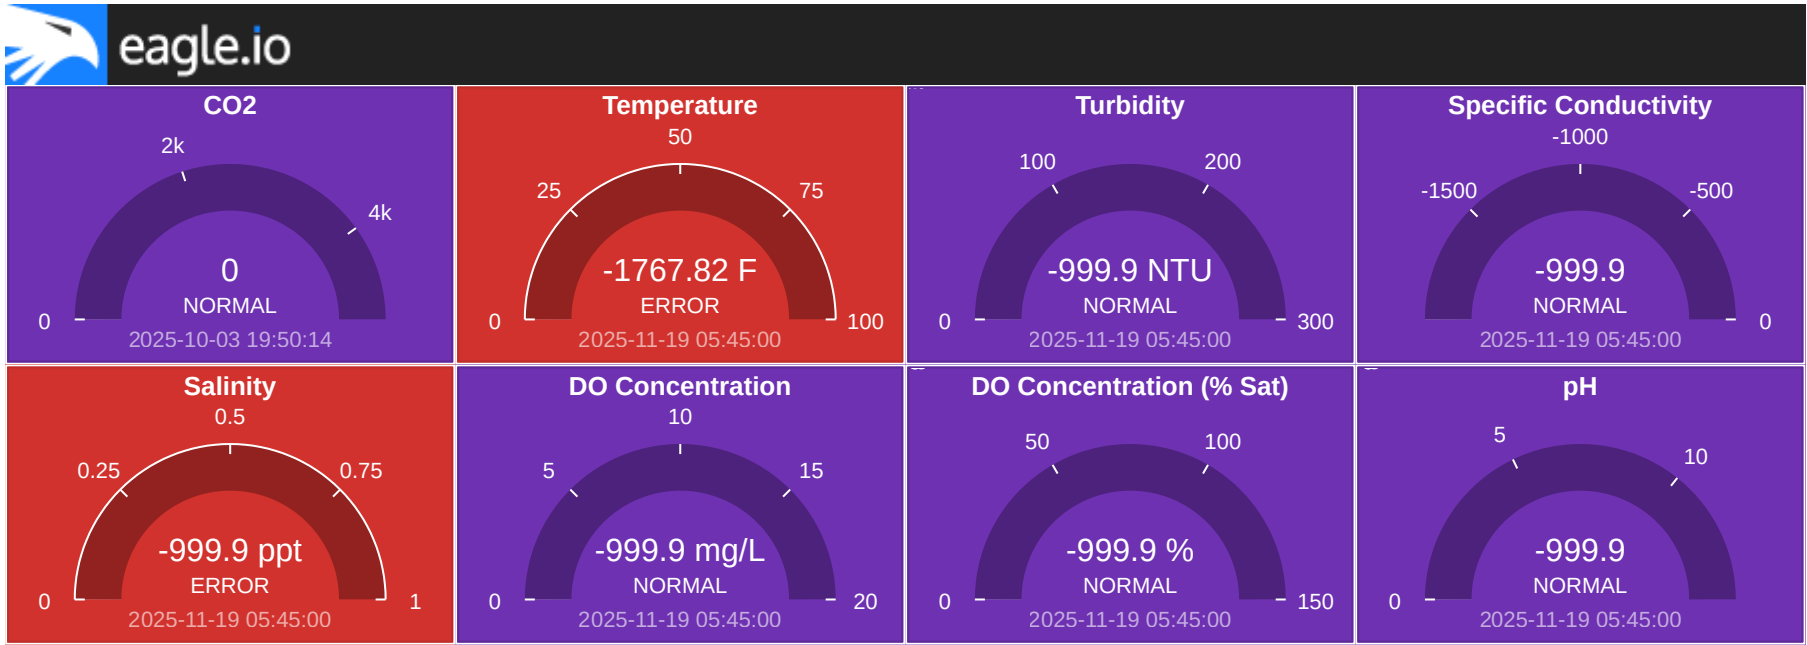 eagle.io
CO2
2k
4k
0
NORMAL
0
2025-10-03 19:50:14
Temperature
50
25
75
-1767.82 F
ERROR
0
100
2025-11-19 05:45:00
Turbidity
100
200
-999.9 NTU
NORMAL
0
300
2025-11-19 05:45:00
Specific Conductivity
-1000
-1500
-500
-999.9
NORMAL
0
2025-11-19 05:45:00
Salinity
0.5
0.25
0.75
-999.9 ppt
ERROR
0
1
2025-11-19 05:45:00
DO Concentration
10
5
15
-999.9 mg/L
NORMAL
0
20
2025-11-19 05:45:00
DO Concentration (% Sat)
50
100
-999.9 %
NORMAL
0
150
2025-11-19 05:45:00
pH
5
10
-999.9
NORMAL
0
2025-11-19 05:45:00